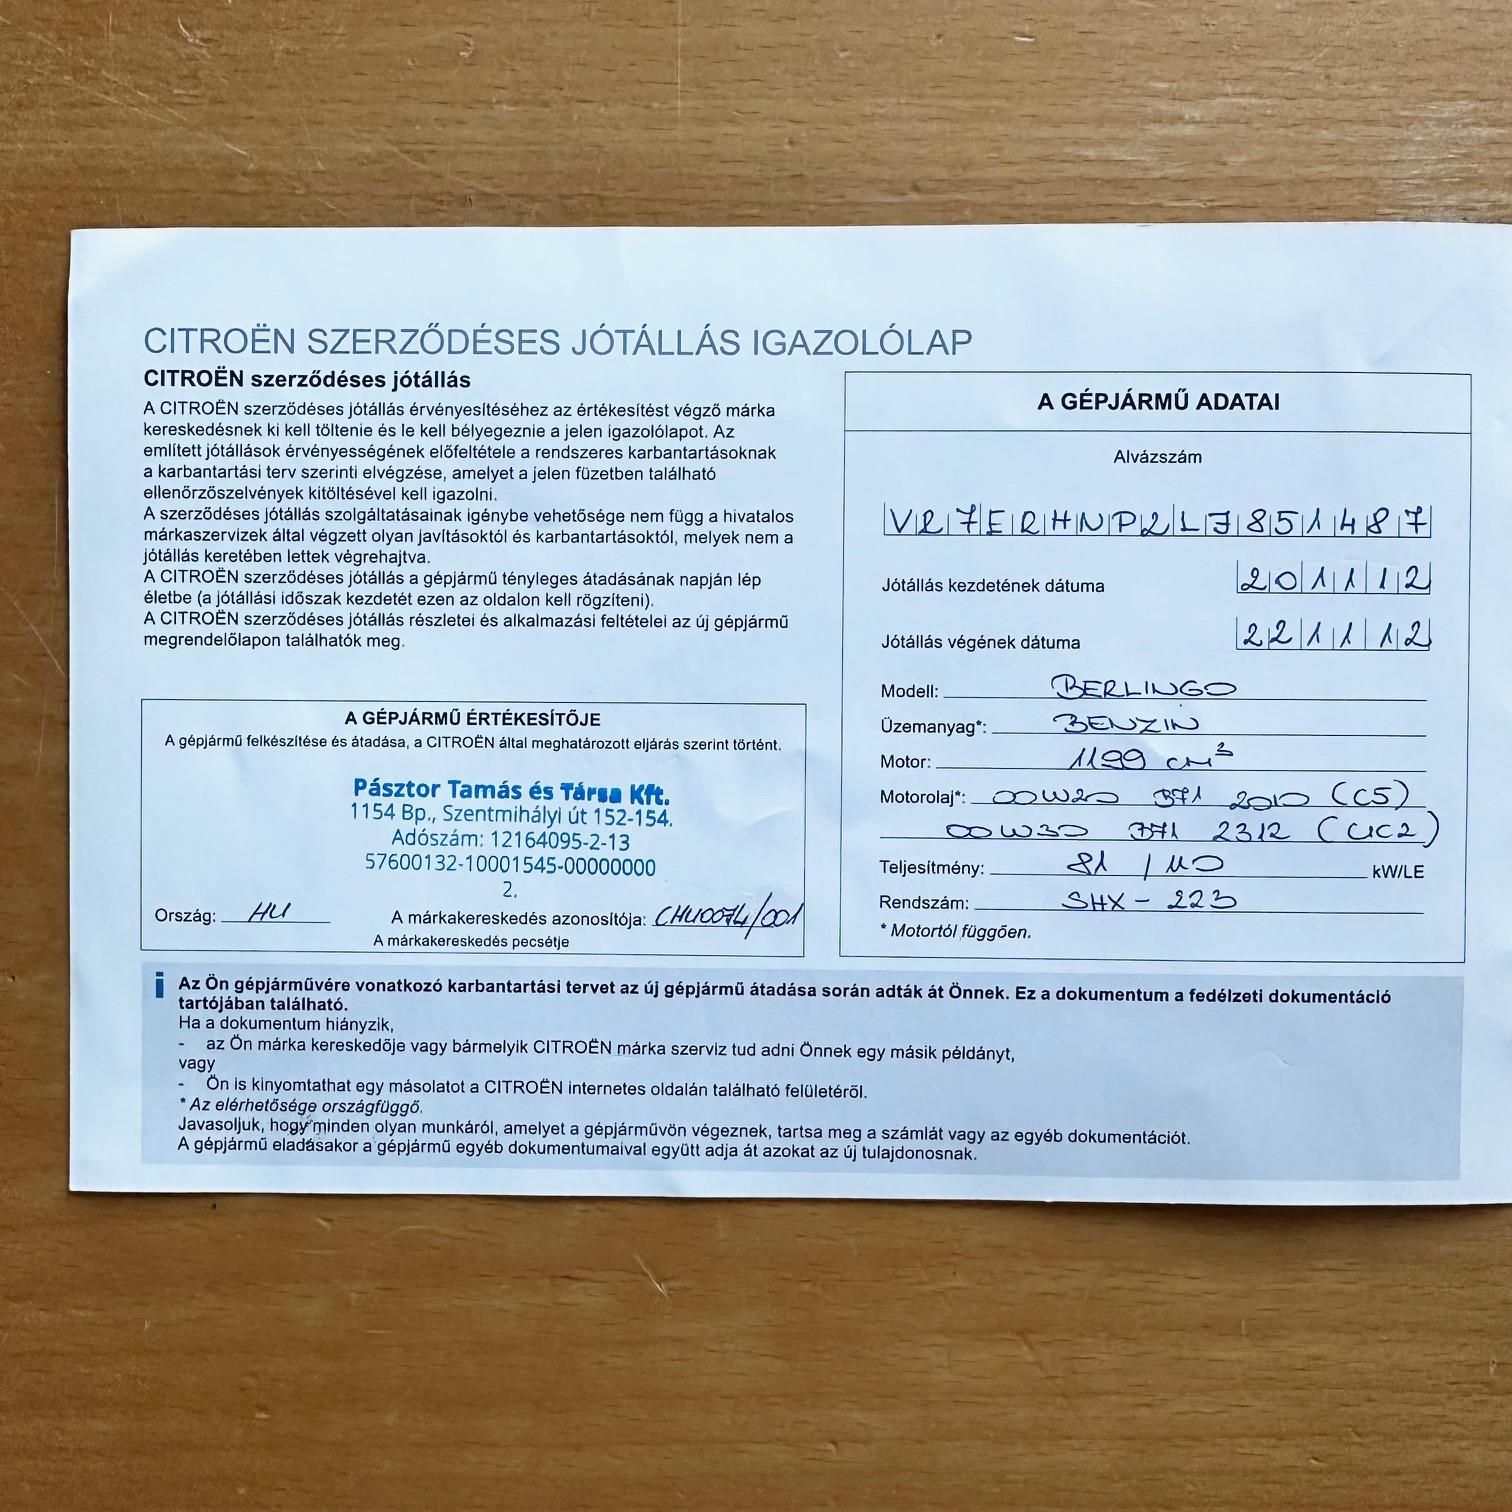 CITROËN SZERZŐDÉSES JÓTÁLLÁS IGAZOLÓLAP
CITROËN szerződéses jótállás
A CITROËN szerződéses jótállás érvényesítéséhez az értékesítést végző márka
kereskedésnek ki kell töltenie és le kell bélyegeznie a jelen igazolólapot. Az
említett jótállások érvényességének előfeltétele a rendszeres karbantartásoknak
a karbantartási terv szerinti elvégzése, amelyet a jelen füzetben található
ellenőrzőszelvények kitöltésével kell igazolni.
A szerződéses jótállás szolgáltatásainak igénybe vehetősége nem függ a hivatalos
márkaszervizek által végzett olyan javításoktól és karbantartásoktól, melyek nem a
jótállás keretében lettek végrehajtva.
A CITROËN szerződéses jótállás a gépjármű tényleges átadásának napján lép
életbe (a jótállási időszak kezdetét ezen az oldalon kell rögzíteni).
A CITROËN szerződéses jótállás részletei és alkalmazási feltételei az új gépjármű
megrendelőlapon találhatók meg.
A GÉPJÁRMŰ ÉRTÉKESÍTŐJE
A gépjármű felkészítése és átadása, a CITROËN által meghatározott eljárás szerint történt.
Pásztor Tamás és Társa Kft.
1154 Bp., Szentmihályi út 152-154.
Adószám: 12164095-2-13
57600132-10001545-00000000
2.
Ország: HU A márkakereskedés azonosítója: CHU0074/001
A márkakereskedés pecsétje
A GÉPJÁRMŰ ADATAI
Alvázszám
VR7ERHNP2LJ851487
Jótállás kezdetének dátuma 201112
Jótállás végének dátuma 221112
Modell: BERLINGO
Üzemanyag*: BENZIN
Motor: 1199 cm³
Motorolaj*: 00W20 B71 2010 (C5)
00W30 B71 2312 (C2)
Teljesítmény: 81 / 110 kW/LE
Rendszám: SHX-223
* Motortól függően.
i Az Ön gépjárművére vonatkozó karbantartási tervet az új gépjármű átadása során adták át Önnek. Ez a dokumentum a fedélzeti dokumentáció
tartójában található.
Ha a dokumentum hiányzik,
- az Ön márka kereskedője vagy bármelyik CITROËN márka szerviz tud adni Önnek egy másik példányt,
vagy
- Ön is kinyomtathat egy másolatot a CITROËN internetes oldalán található felületéről.
* Az elérhetősége országfüggő.
Javasoljuk, hogy minden olyan munkáról, amelyet a gépjárművön végeznek, tartsa meg a számlát vagy az egyéb dokumentációt.
A gépjármű eladásakor a gépjármű egyéb dokumentumaival együtt adja át azokat az új tulajdonosnak.